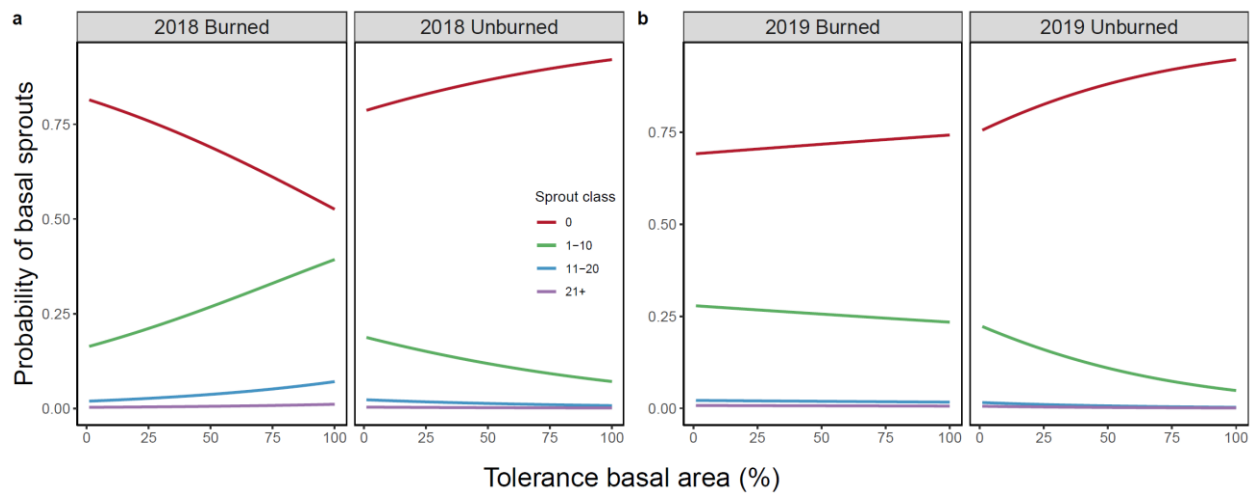 a
2018 Burned
2018 Unburned
b
2019 Burned
2019 Unburned
Probability of basal sprouts
0.75
0.50
0.25
0.00
0.75
0.50
0.25
0.00
Sprout class
0
1–10
11–20
21+
0 25 50 75 100
0 25 50 75 100
0 25 50 75 100
0 25 50 75 100
Tolerance basal area (%)